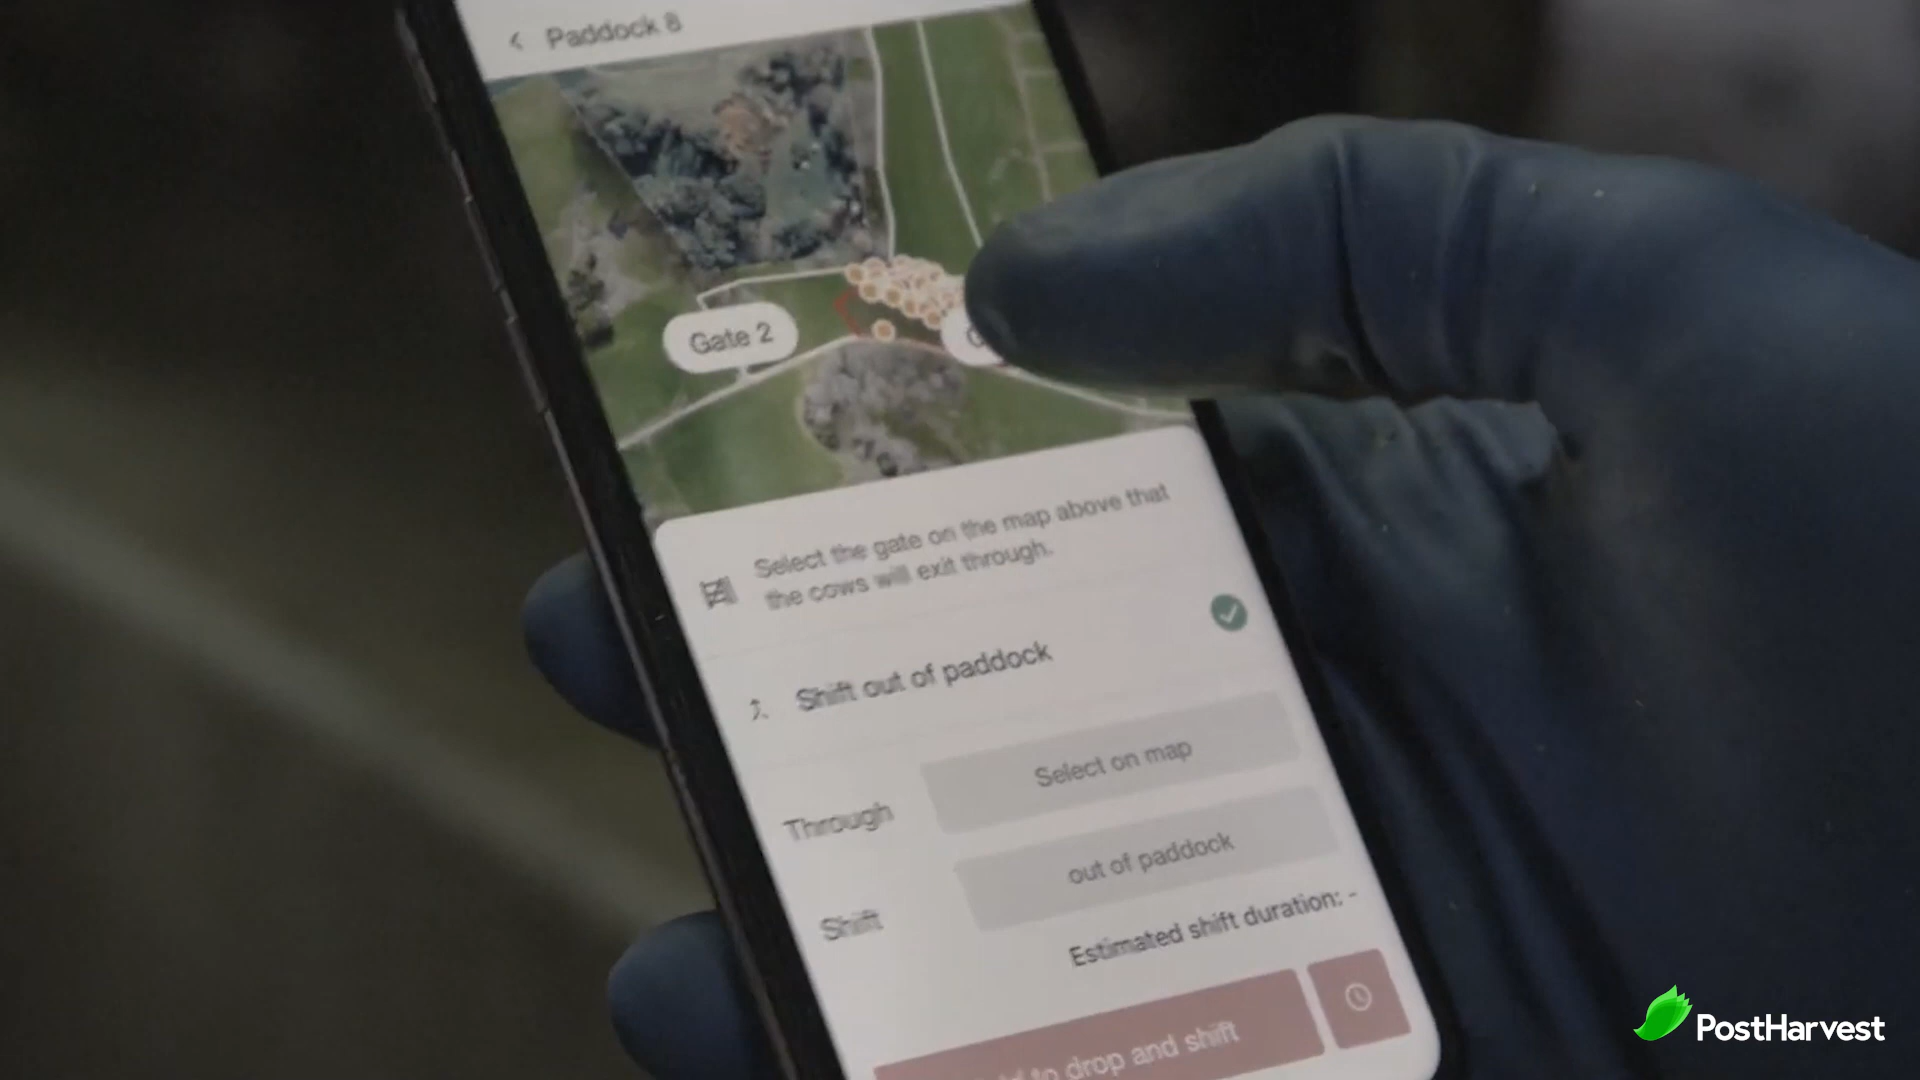 Paddock 8
Gate 2
Select the gate on the map above that
the cows will exit through.
Shift out of paddock
Through
Select on map
Shift
out of paddock
Estimated shift duration: -
to drop and shift
PostHarvest